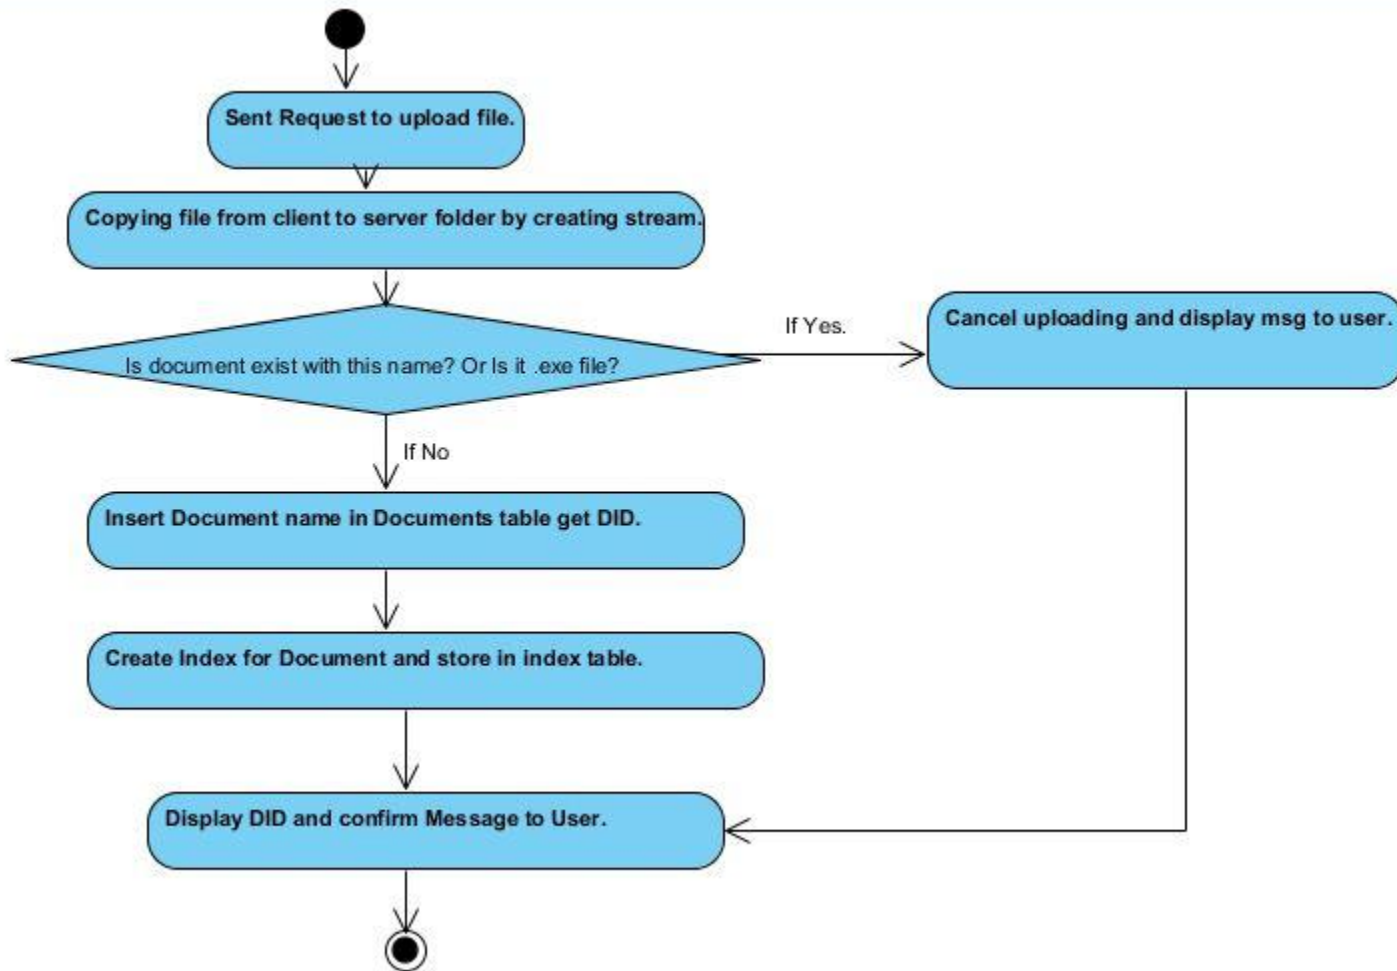 Sent Request to upload file.
Copying file from client to server folder by creating stream.
Is document exist with this name? Or Is it .exe file?
If Yes.
Cancel uploading and display msg to user.
If No
Insert Document name in Documents table get DID.
Create Index for Document and store in index table.
Display DID and confirm Message to User.